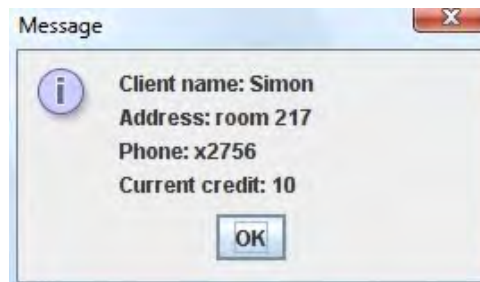 Message
Client name: Simon
Address: room 217
Phone: x2756
Current credit: 10
OK